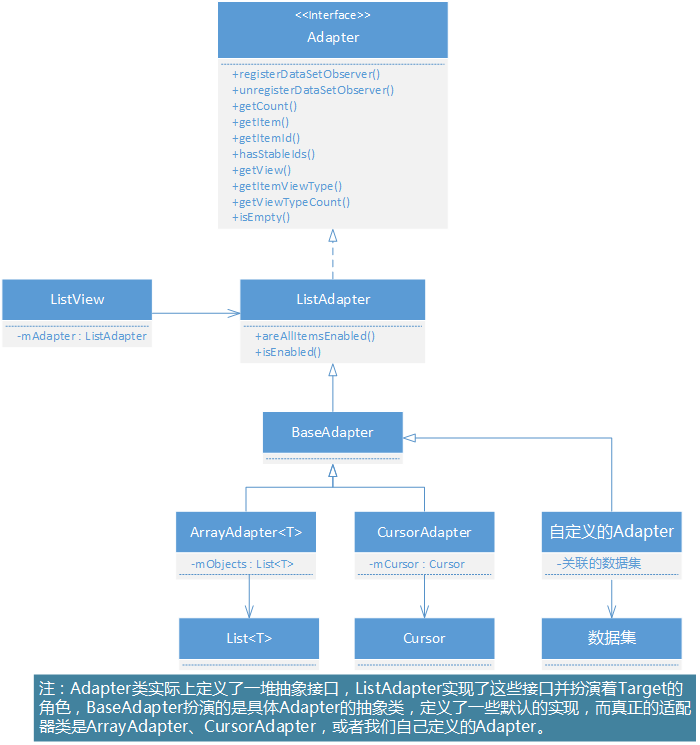 <<Interface>>
Adapter
+registerDataSetObserver()
+unregisterDataSetObserver()
+getCount()
+getItem()
+getItemId()
+hasStableIds()
+getView()
+getItemViewType()
+getViewTypeCount()
+isEmpty()
ListView
-mAdapter : ListAdapter
ListAdapter
+areAllItemsEnabled()
+isEnabled()
BaseAdapter
ArrayAdapter<T>
-mObjects : List<T>
CursorAdapter
-mCursor : Cursor
自定义的Adapter
-关联的数据集
List<T>
Cursor
数据集
注：Adapter类实际上定义了一堆抽象接口，ListAdapter实现了这些接口并扮演着Target的
角色，BaseAdapter扮演的是具体Adapter的抽象类，定义了一些默认的实现，而真正的适配
器类是ArrayAdapter、CursorAdapter，或者我们自己定义的Adapter。